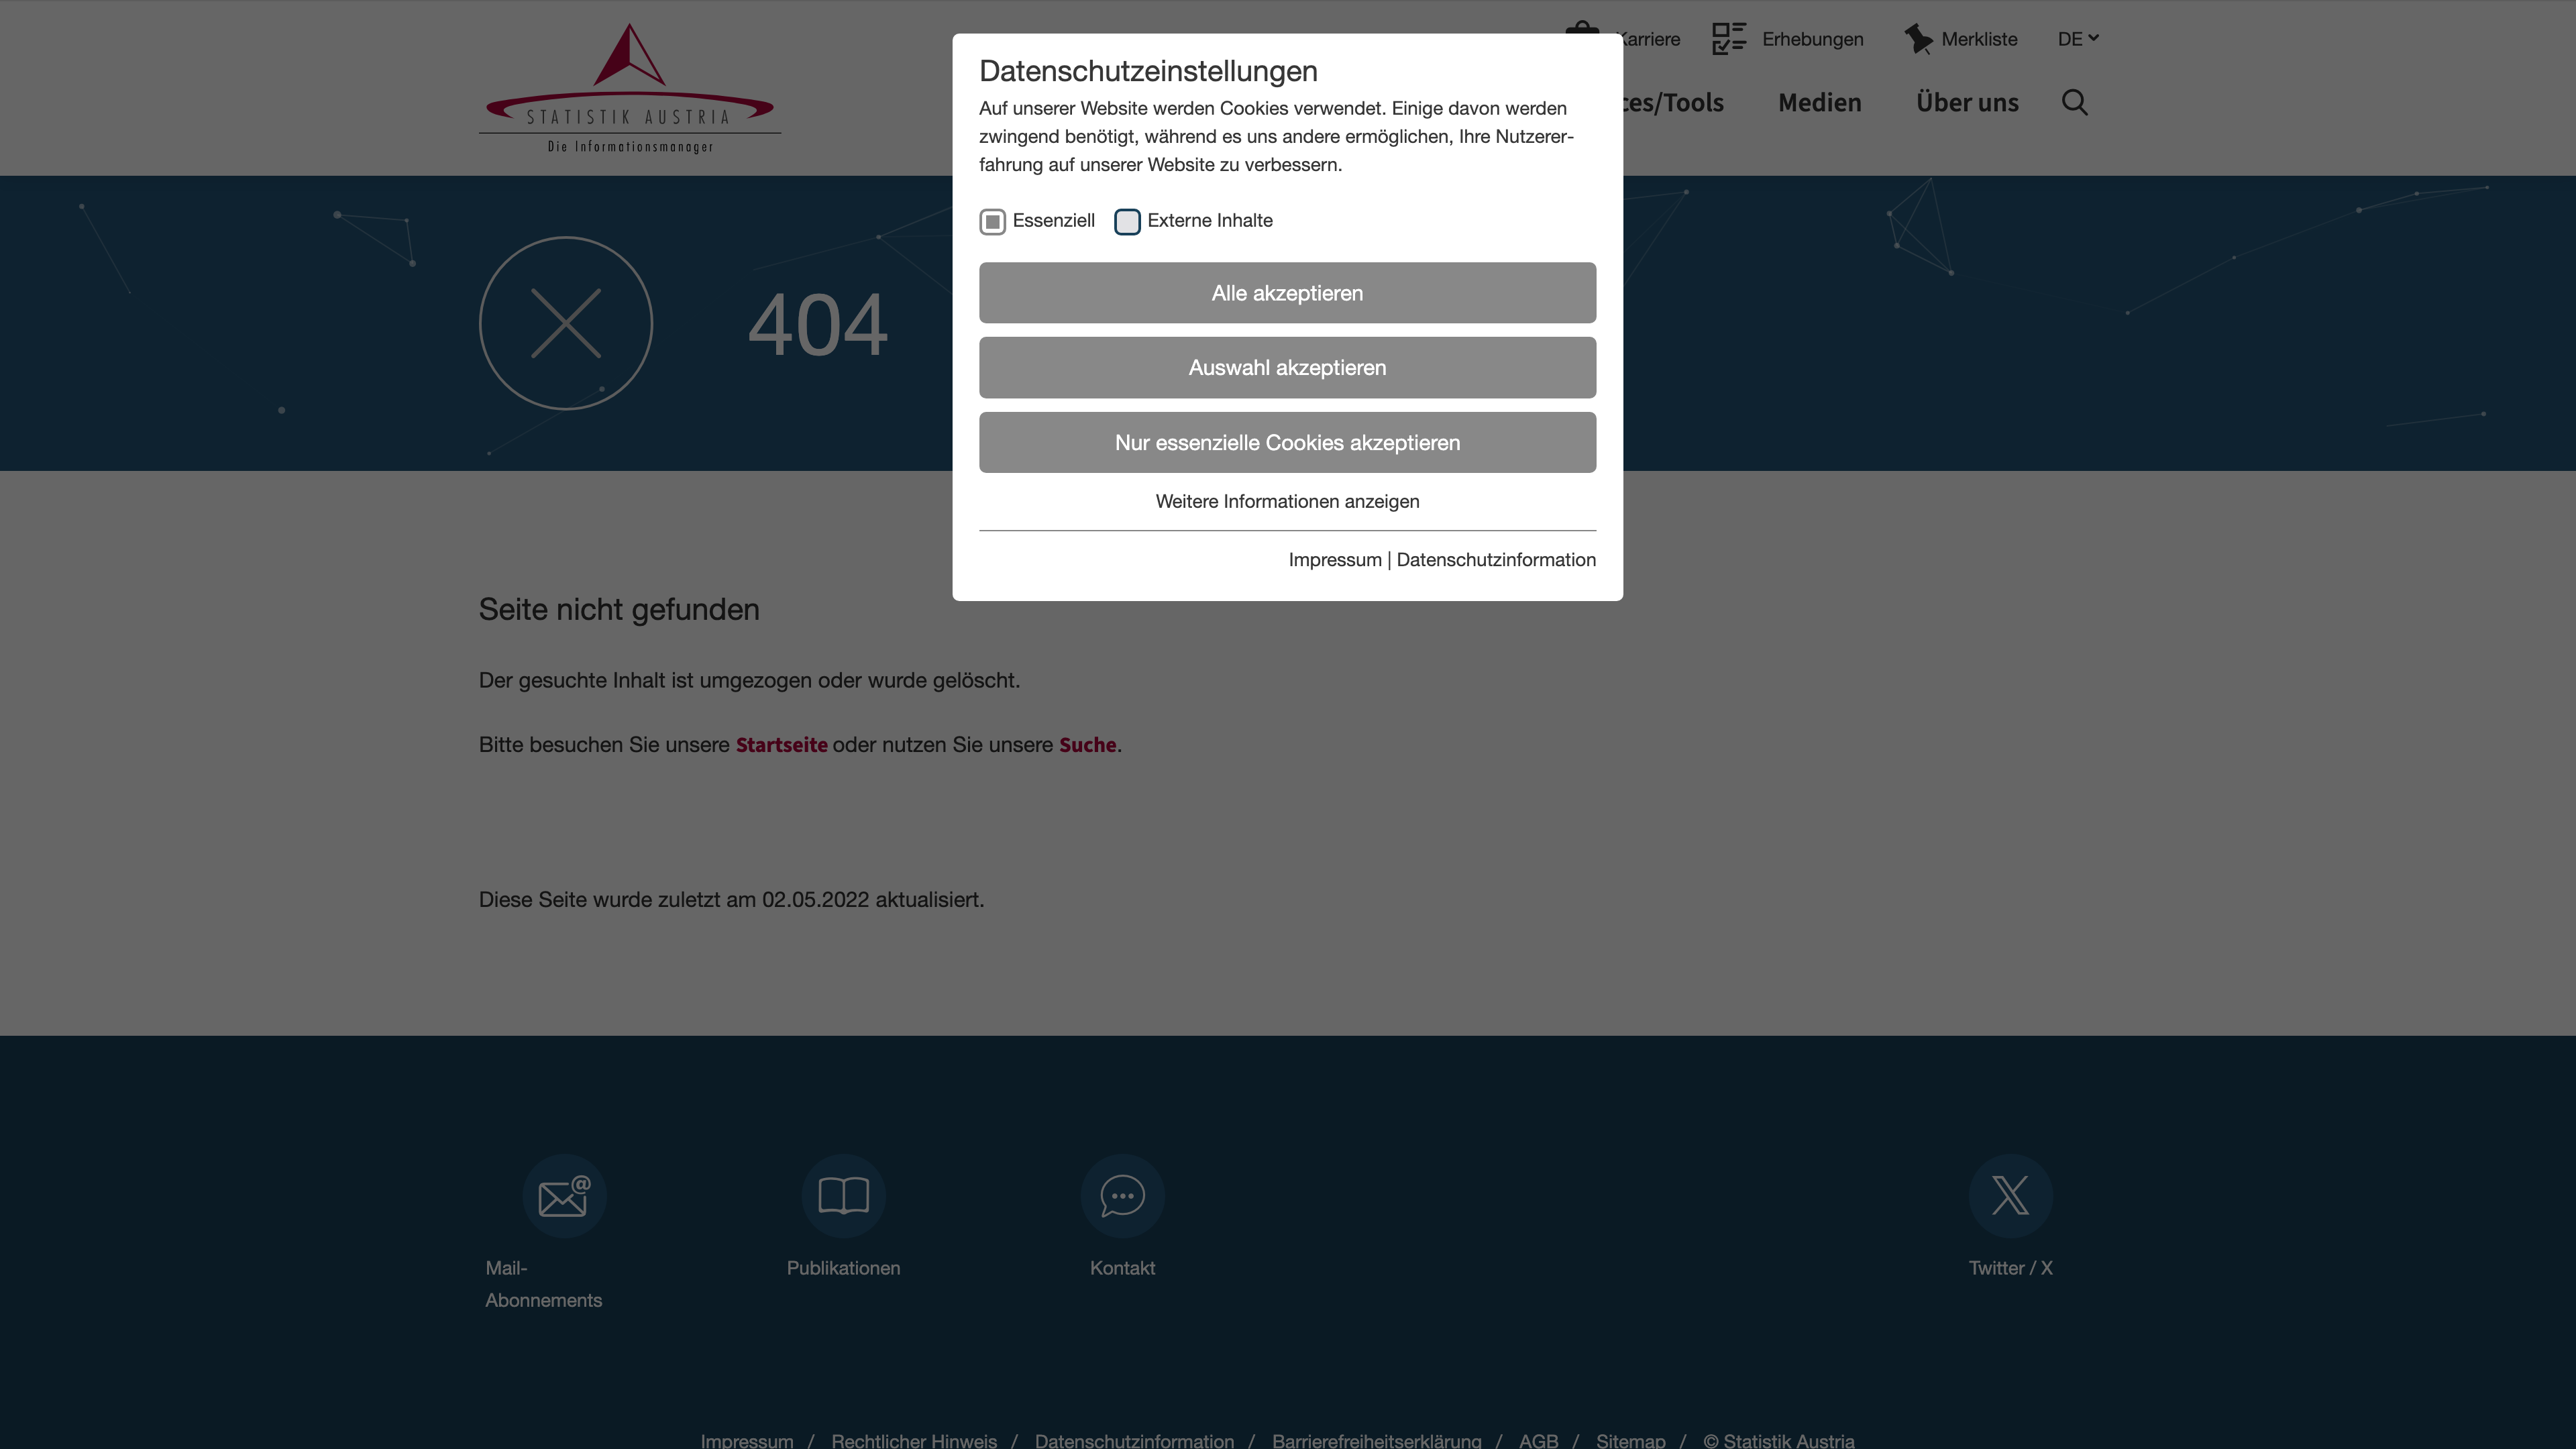 STATISTIK AUSTRIA
Die Informationsmanager
Karriere
Erhebungen
Merkliste
DE
ces/Tools
Medien
Über uns
404
Datenschutzeinstellungen
Auf unserer Website werden Cookies verwendet. Einige davon werden
zwingend benötigt, während es uns andere ermöglichen, Ihre Nutzerer-
fahrung auf unserer Website zu verbessern.
Essenziell
Externe Inhalte
Alle akzeptieren
Auswahl akzeptieren
Nur essenzielle Cookies akzeptieren
Weitere Informationen anzeigen
Impressum | Datenschutzinformation
Seite nicht gefunden
Der gesuchte Inhalt ist umgezogen oder wurde gelöscht.
Bitte besuchen Sie unsere Startseite oder nutzen Sie unsere Suche.
Diese Seite wurde zuletzt am 02.05.2022 aktualisiert.
Mail-
Abonnements
Publikationen
Kontakt
Twitter / X
Impressum / Rechtlicher Hinweis / Datenschutzinformation / Barrierefreiheitserklärung / AGB / Sitemap / © Statistik Austria